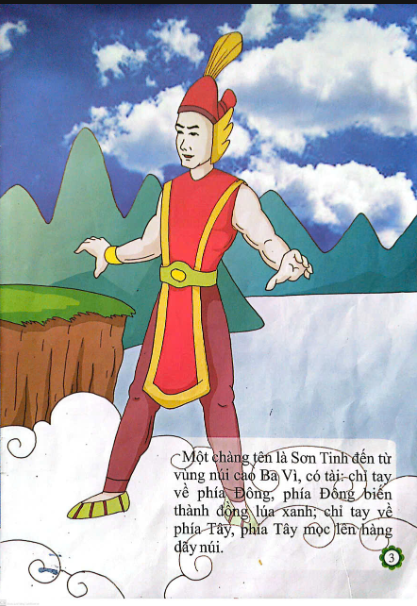 Một chàng tên là Sơn Tinh đến từ
vùng núi cao Ba Vì, có tài: chỉ tay
về phía Đông, phía Đông biến
thành đồng lúa xanh; chỉ tay về
phía Tây, phía Tây mọc lên hàng
dãy núi.
3